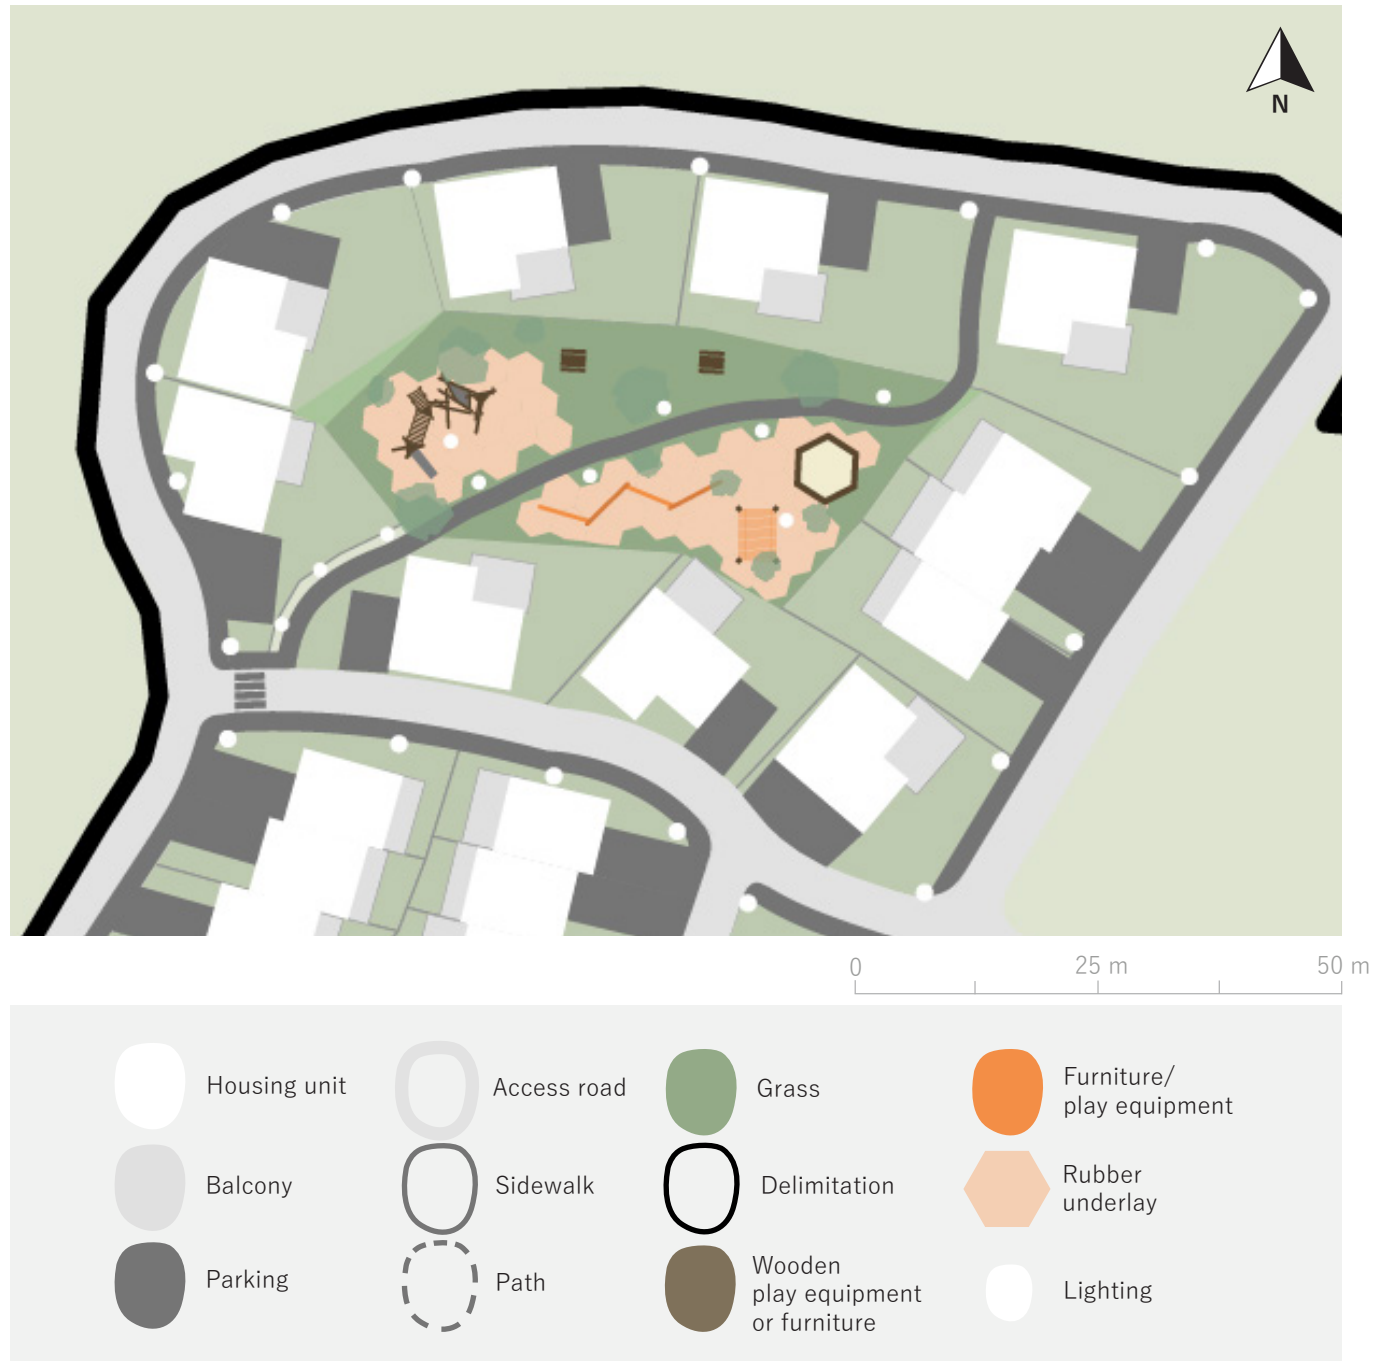 N
0
25 m
50 m
Housing unit
Access road
Grass
Furniture/
play equipment
Balcony
Sidewalk
Delimitation
Rubber
underlay
Parking
Path
Wooden
play equipment
or furniture
Lighting